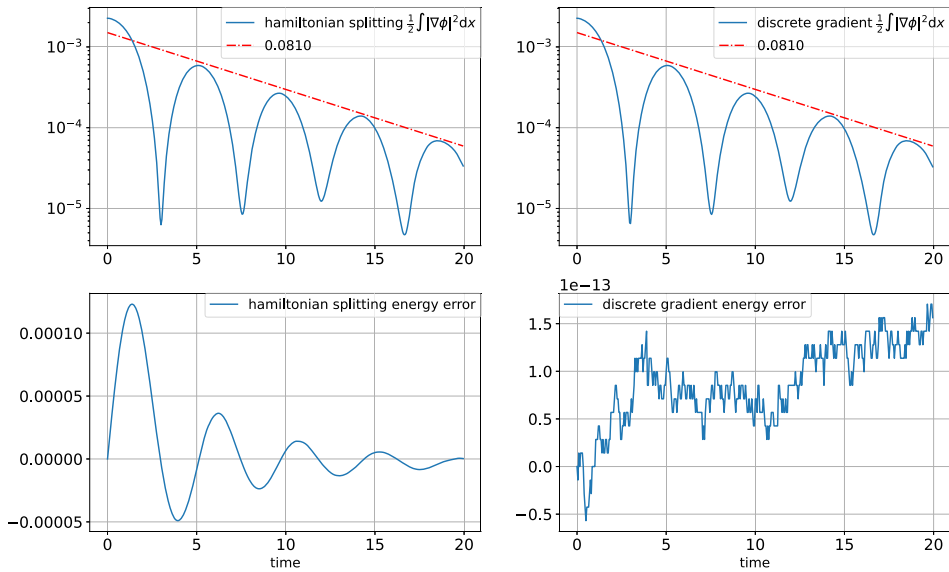 hamiltonian splitting ½∫|∇ϕ|²dx
0.0810
10⁻³
10⁻⁴
10⁻⁵
0 5 10 15 20
discrete gradient ½∫|∇ϕ|²dx
0.0810
10⁻³
10⁻⁴
10⁻⁵
0 5 10 15 20
hamiltonian splitting energy error
0.00010
0.00005
0.00000
−0.00005
0 5 10 15 20
time
1e−13
discrete gradient energy error
1.5
1.0
0.5
0.0
−0.5
0 5 10 15 20
time